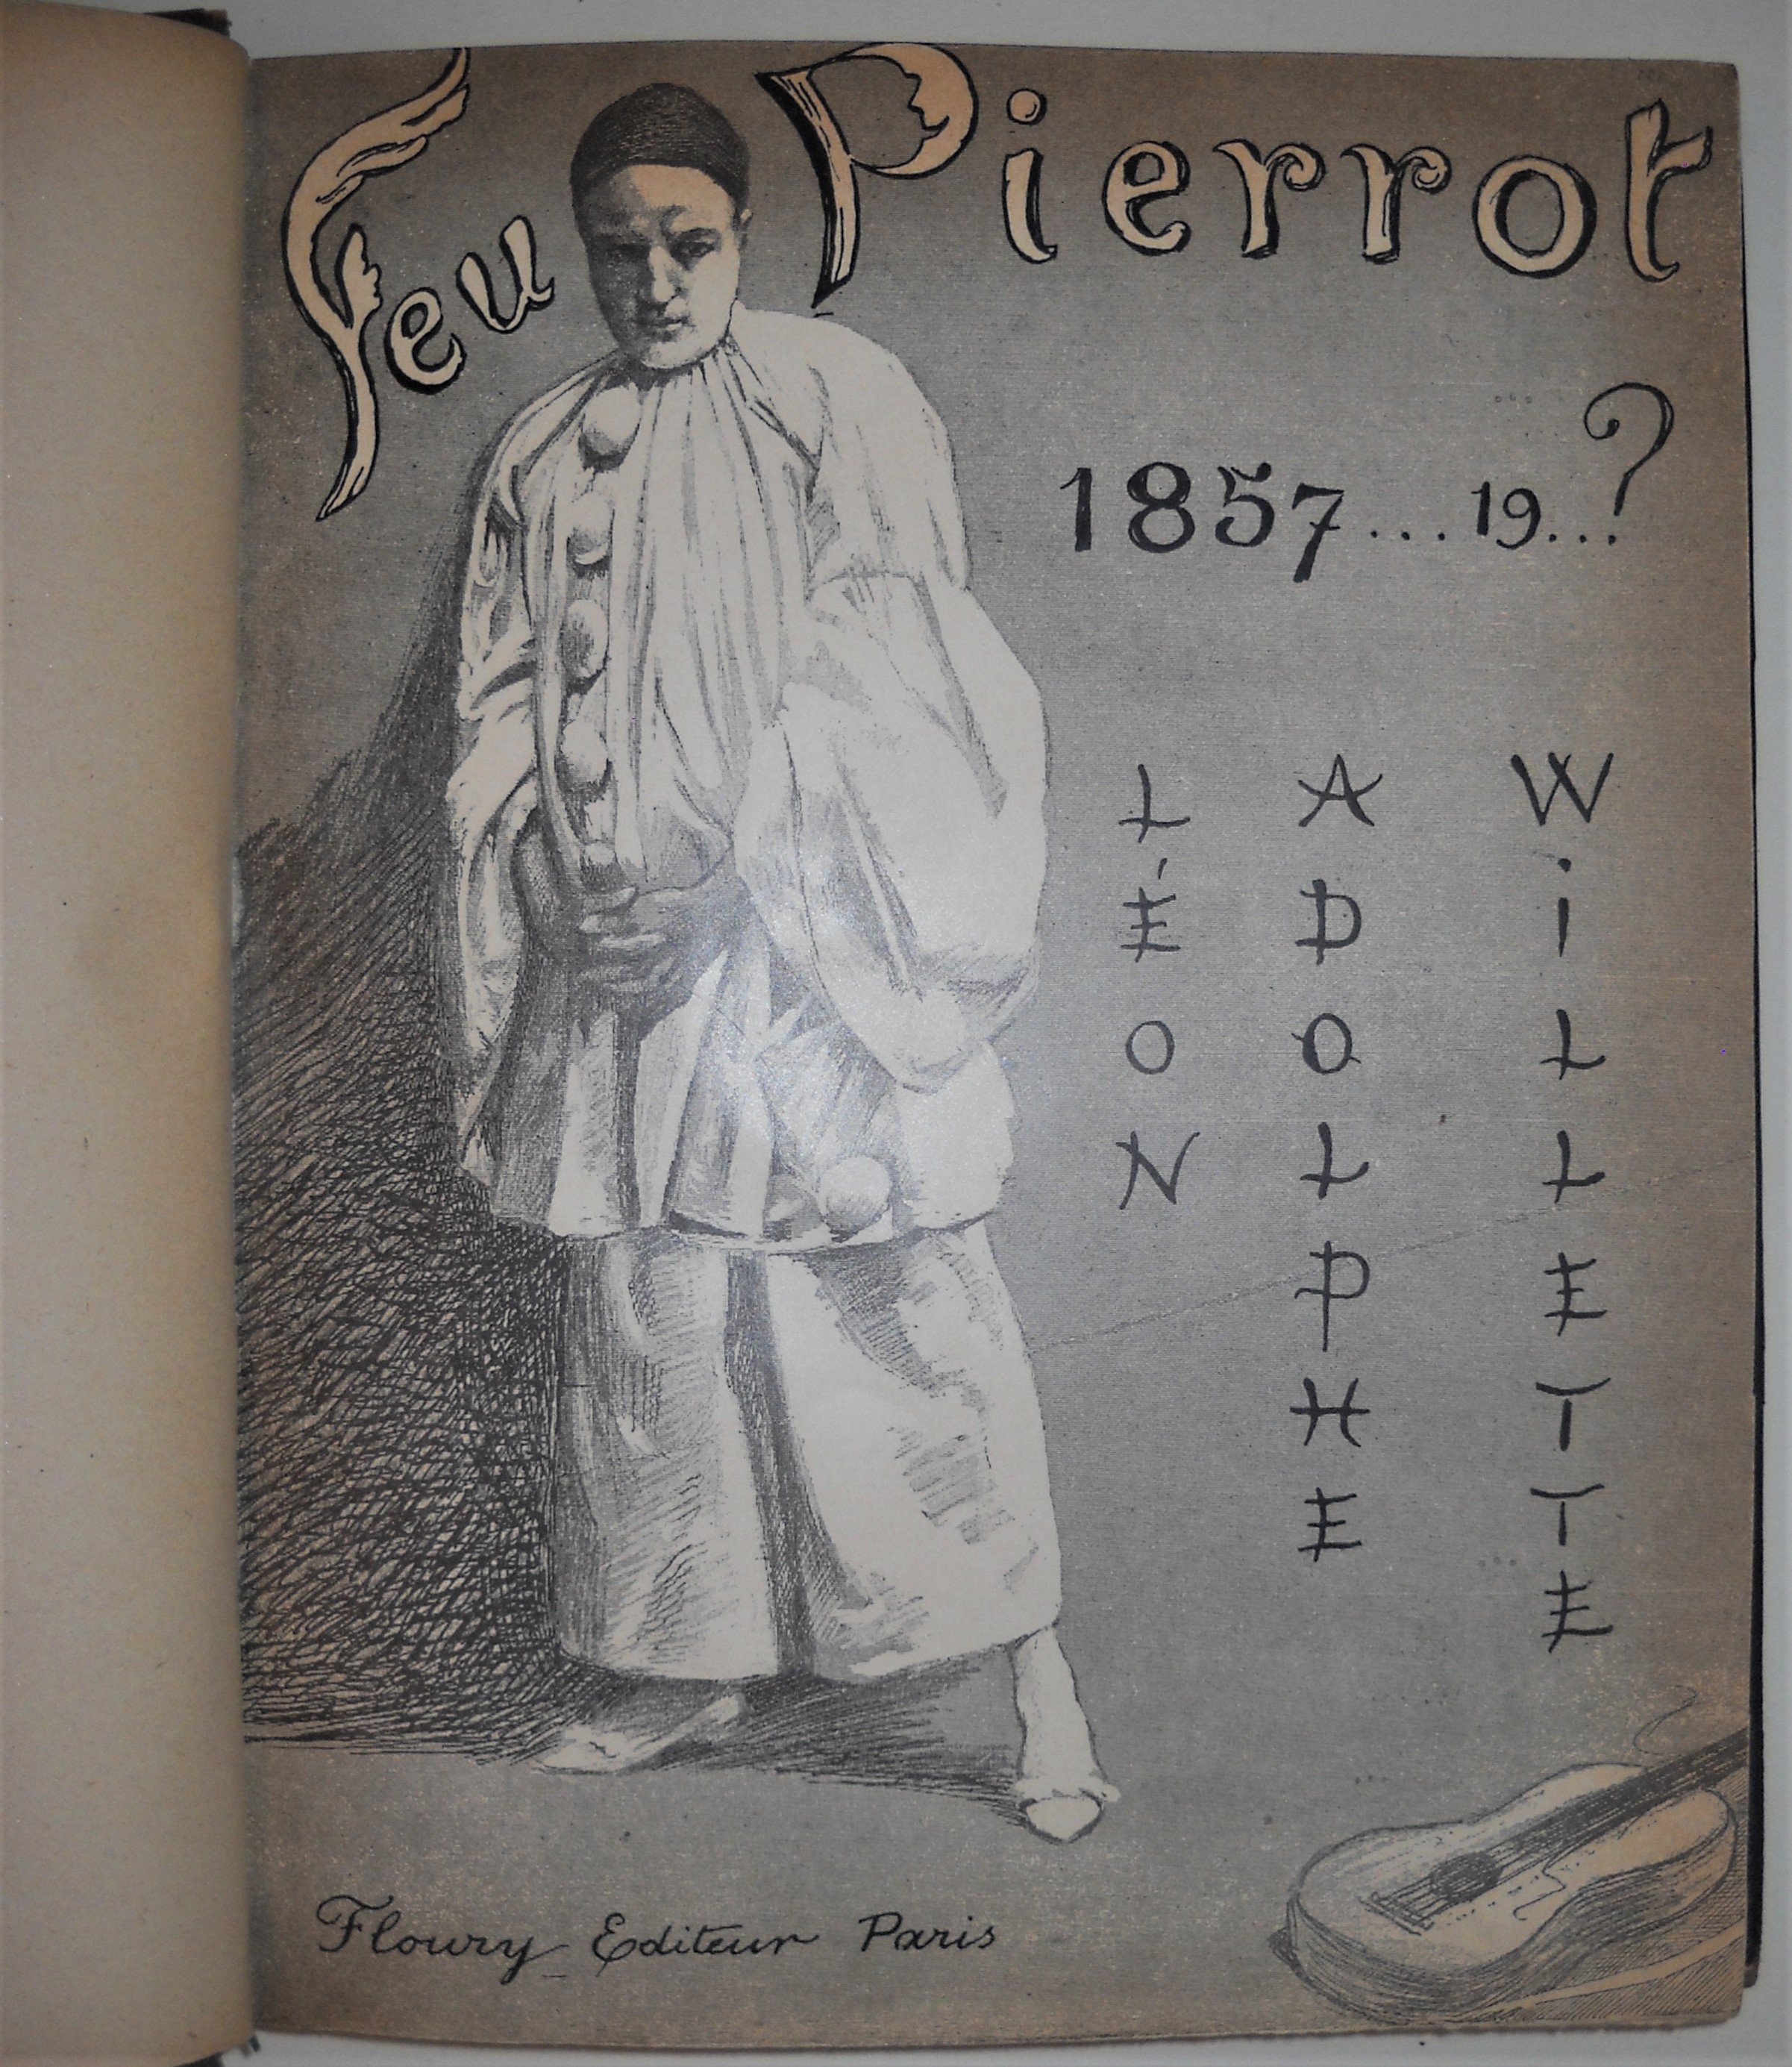 Feu Pierrot
1857....19...?
LÉON
ADOLPHE
WiLLETTE
Floury Editeur Paris